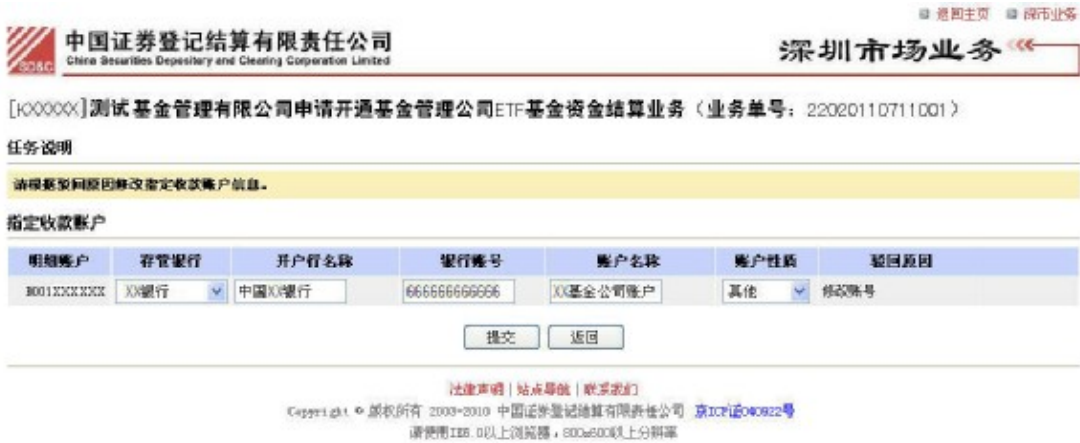 返回主页 深市业务
SD&C
中国证券登记结算有限责任公司
China Securities Depository and Clearing Corporation Limited
深圳市场业务
[KXXXXX]测试基金管理有限公司申请开通基金管理公司ETF基金资金结算业务（业务单号：22020110711001）
任务说明
请根据驳回原因修改指定收款账户信息。
指定收款账户
明细账户 存管银行 开户行名称 银行账号 账户名称 账户性质 驳回原因
B001XXXXXX XX银行 中国XX银行 666666666666 XX基金公司账户 其他 修改账号
提交 返回
法律声明 | 站点导航 | 联系我们
Copyright © 版权所有 2003-2010 中国证券登记结算有限责任公司 京ICP证040922号
请使用IE6.0以上浏览器，800x600以上分辨率